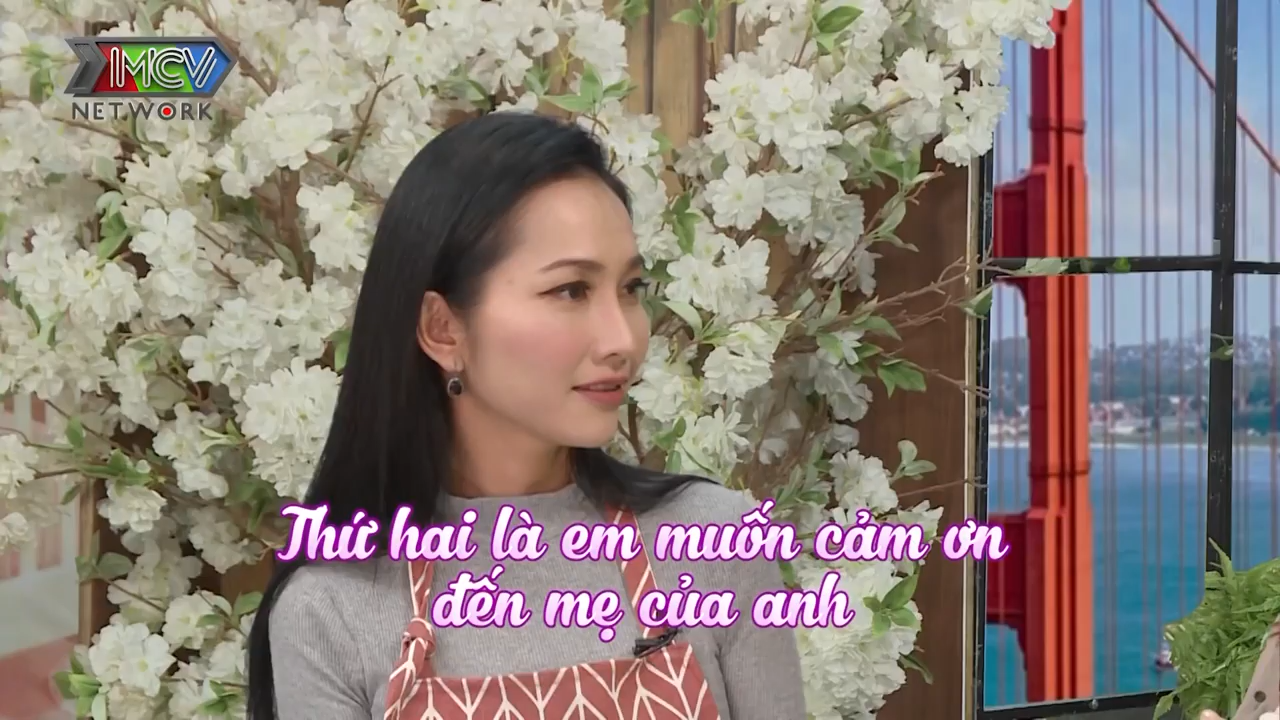 MCV
NETWORK
Thứ hai là em muốn cảm ơn
đến mẹ của anh